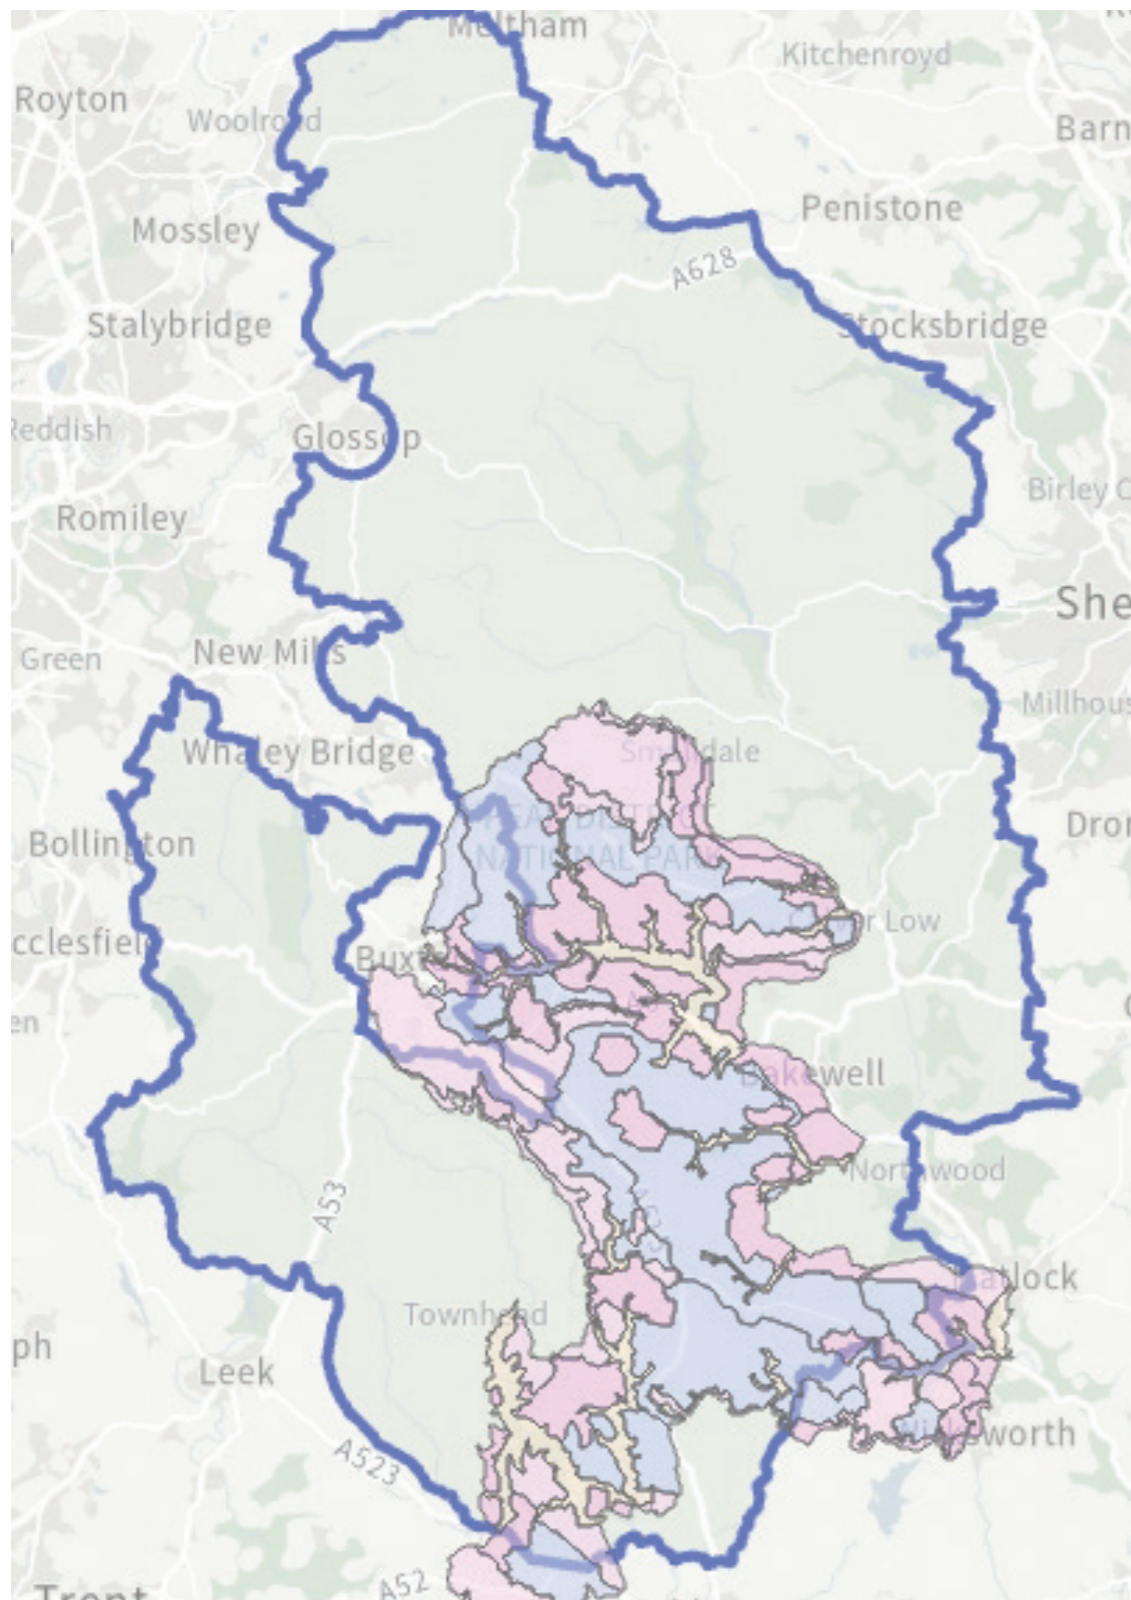 Meltham
Kitchenroyd
Royton
Woolroad
Barn
Penistone
Mossley
A628
Stalybridge
Stocksbridge
Reddish
Glossop
Birley C
Romiley
She
New Mills
Green
Millhous
Smalldale
Whaley Bridge
PEAK DISTRICT
NATIONAL PARK
Dron
Bollington
Calver Low
cclesfield
Buxton
en
Bakewell
Northwood
A53
Matlock
Townhead
ph
Leek
Wirksworth
A523
A52
Trent